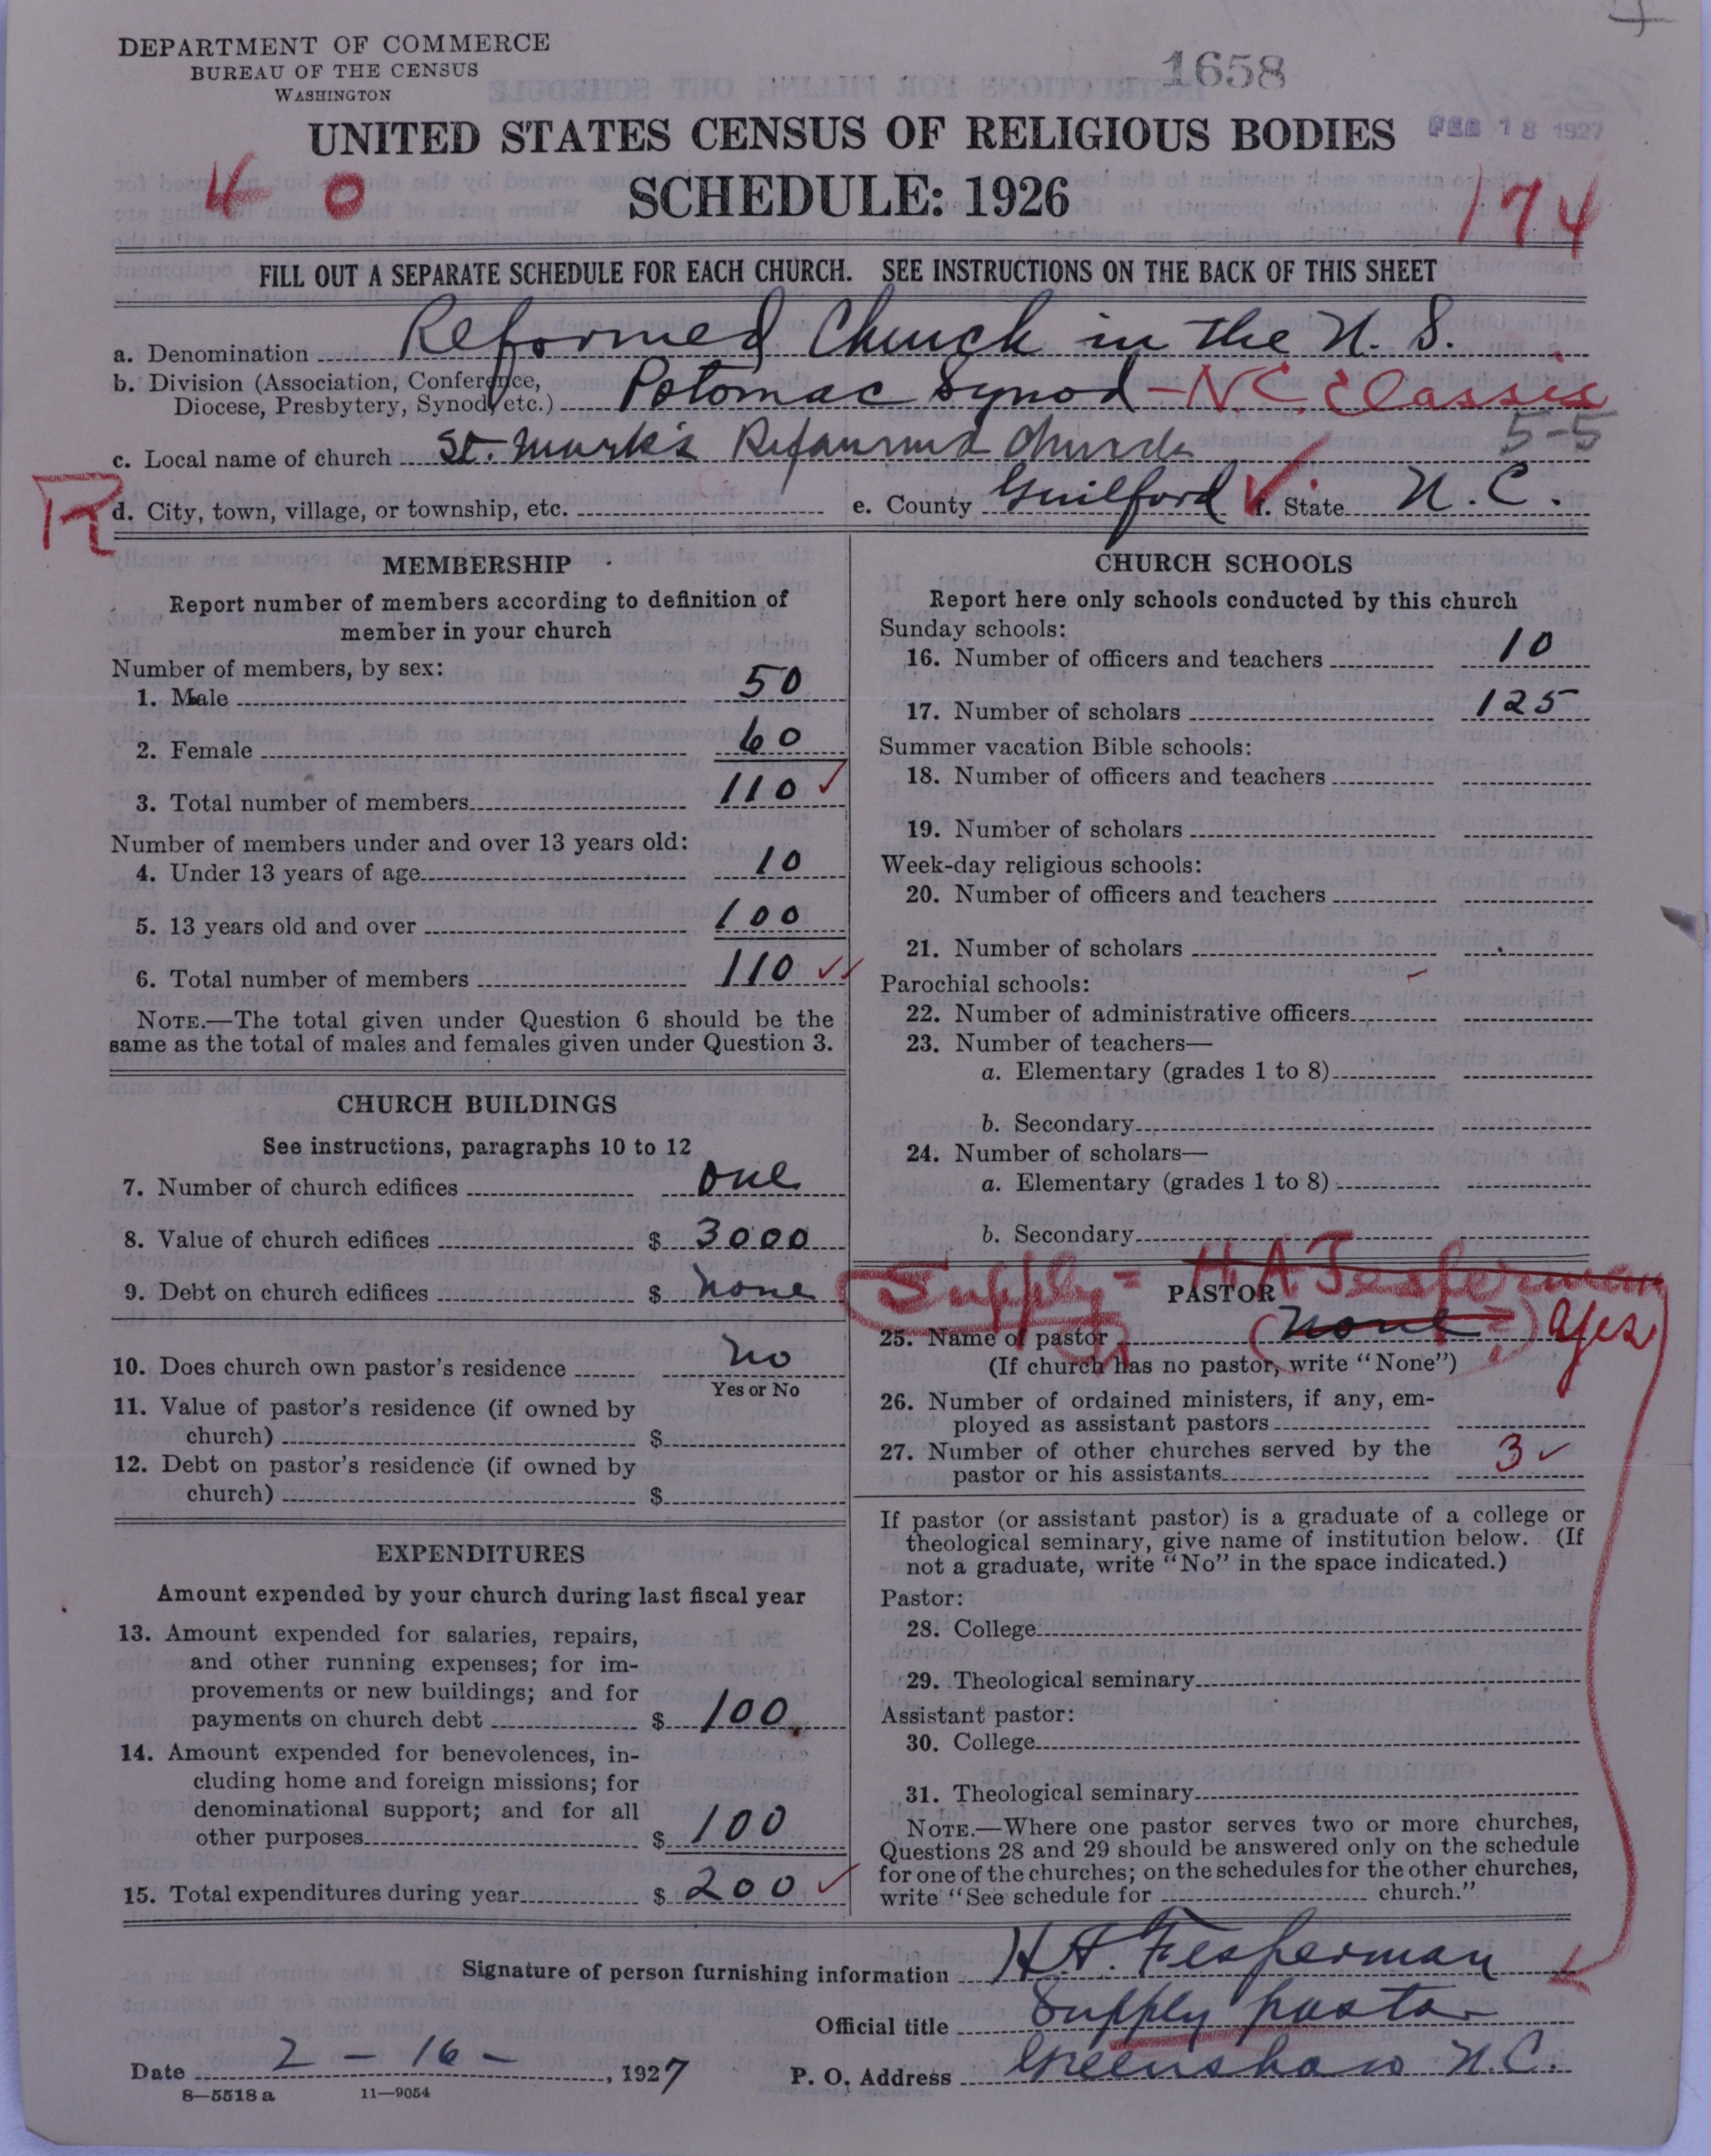 DEPARTMENT OF COMMERCE
BUREAU OF THE CENSUS
WASHINGTON
1658
UNITED STATES CENSUS OF RELIGIOUS BODIES
FEB 18 1927
40
SCHEDULE: 1926
174
FILL OUT A SEPARATE SCHEDULE FOR EACH CHURCH. SEE INSTRUCTIONS ON THE BACK OF THIS SHEET
a. Denomination Reformed Church in the U. S.
b. Division (Association, Conference, Diocese, Presbytery, Synod, etc.) Potomac Synod - N.C. Classis
5-5
c. Local name of church St. Mark's Reformed Church
R
d. City, town, village, or township, etc. e. County Guilford ✓ f. State N. C.
MEMBERSHIP
Report number of members according to definition of
member in your church
Number of members, by sex:
1. Male 50
2. Female 60
3. Total number of members 110 ✓
Number of members under and over 13 years old:
4. Under 13 years of age 10
5. 13 years old and over 100
6. Total number of members 110 ✓✓
NOTE.—The total given under Question 6 should be the
same as the total of males and females given under Question 3.
CHURCH BUILDINGS
See instructions, paragraphs 10 to 12
7. Number of church edifices one
8. Value of church edifices $ 3000
9. Debt on church edifices $ none
10. Does church own pastor's residence no
Yes or No
11. Value of pastor's residence (if owned by
church) $
12. Debt on pastor's residence (if owned by
church) $
EXPENDITURES
Amount expended by your church during last fiscal year
13. Amount expended for salaries, repairs,
and other running expenses; for im-
provements or new buildings; and for
payments on church debt $ 100.
14. Amount expended for benevolences, in-
cluding home and foreign missions; for
denominational support; and for all
other purposes $ 100
15. Total expenditures during year $ 200 ✓
CHURCH SCHOOLS
Report here only schools conducted by this church
Sunday schools:
16. Number of officers and teachers 10
17. Number of scholars 125
Summer vacation Bible schools:
18. Number of officers and teachers
19. Number of scholars
Week-day religious schools:
20. Number of officers and teachers
21. Number of scholars
Parochial schools:
22. Number of administrative officers
23. Number of teachers—
a. Elementary (grades 1 to 8)
b. Secondary
24. Number of scholars—
a. Elementary (grades 1 to 8)
b. Secondary
Supply = H. A. Fesperman
PASTOR
25. Name of pastor (none?) yes
(If church has no pastor, write "None")
26. Number of ordained ministers, if any, em-
ployed as assistant pastors
27. Number of other churches served by the
pastor or his assistants 3 ✓
If pastor (or assistant pastor) is a graduate of a college or
theological seminary, give name of institution below. (If
not a graduate, write "No" in the space indicated.)
Pastor:
28. College
29. Theological seminary
Assistant pastor:
30. College
31. Theological seminary
NOTE.—Where one pastor serves two or more churches,
Questions 28 and 29 should be answered only on the schedule
for one of the churches; on the schedules for the other churches,
write "See schedule for church."
Signature of person furnishing information H. A. Fesperman
Official title Supply pastor
Date 2 - 16 - , 1927 P. O. Address Greensboro N.C.
8—5518 a 11—9054